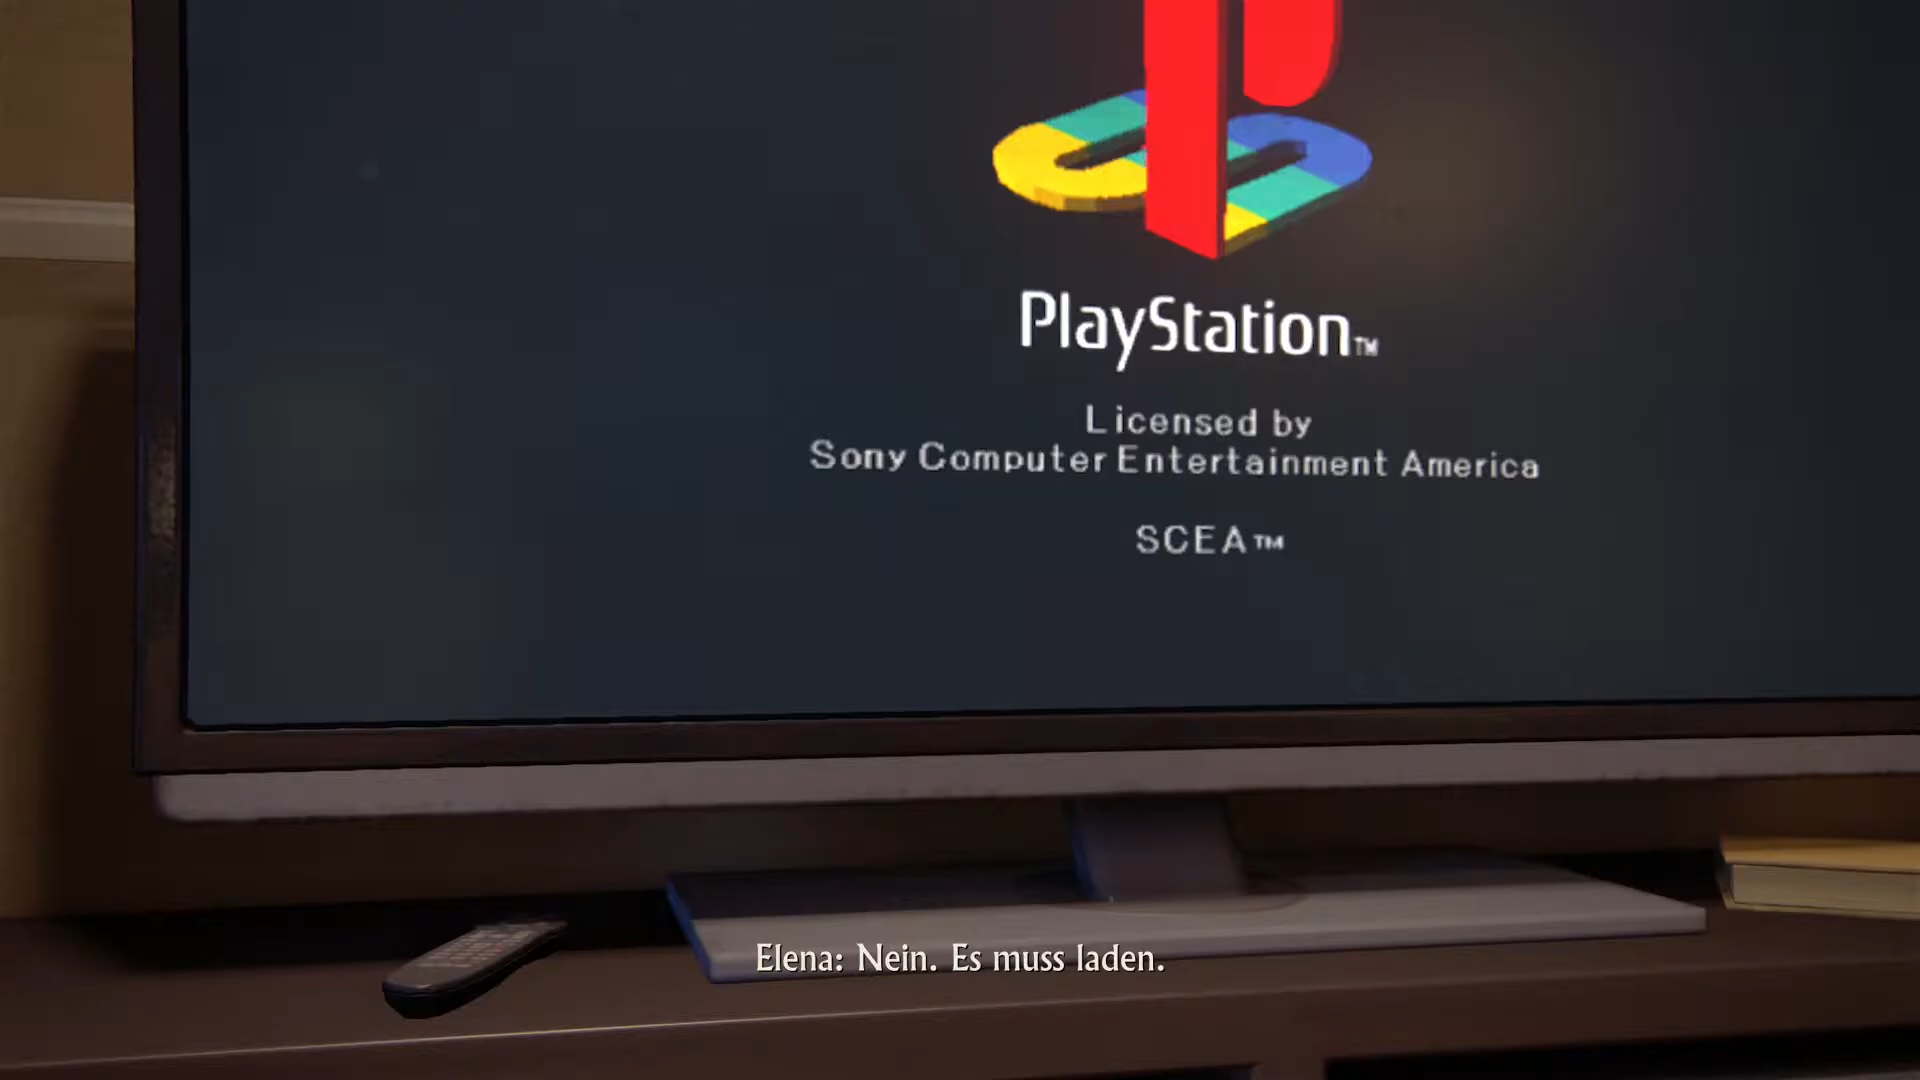 PlayStation™
Licensed by
Sony Computer Entertainment America
SCEA™
Elena: Nein. Es muss laden.